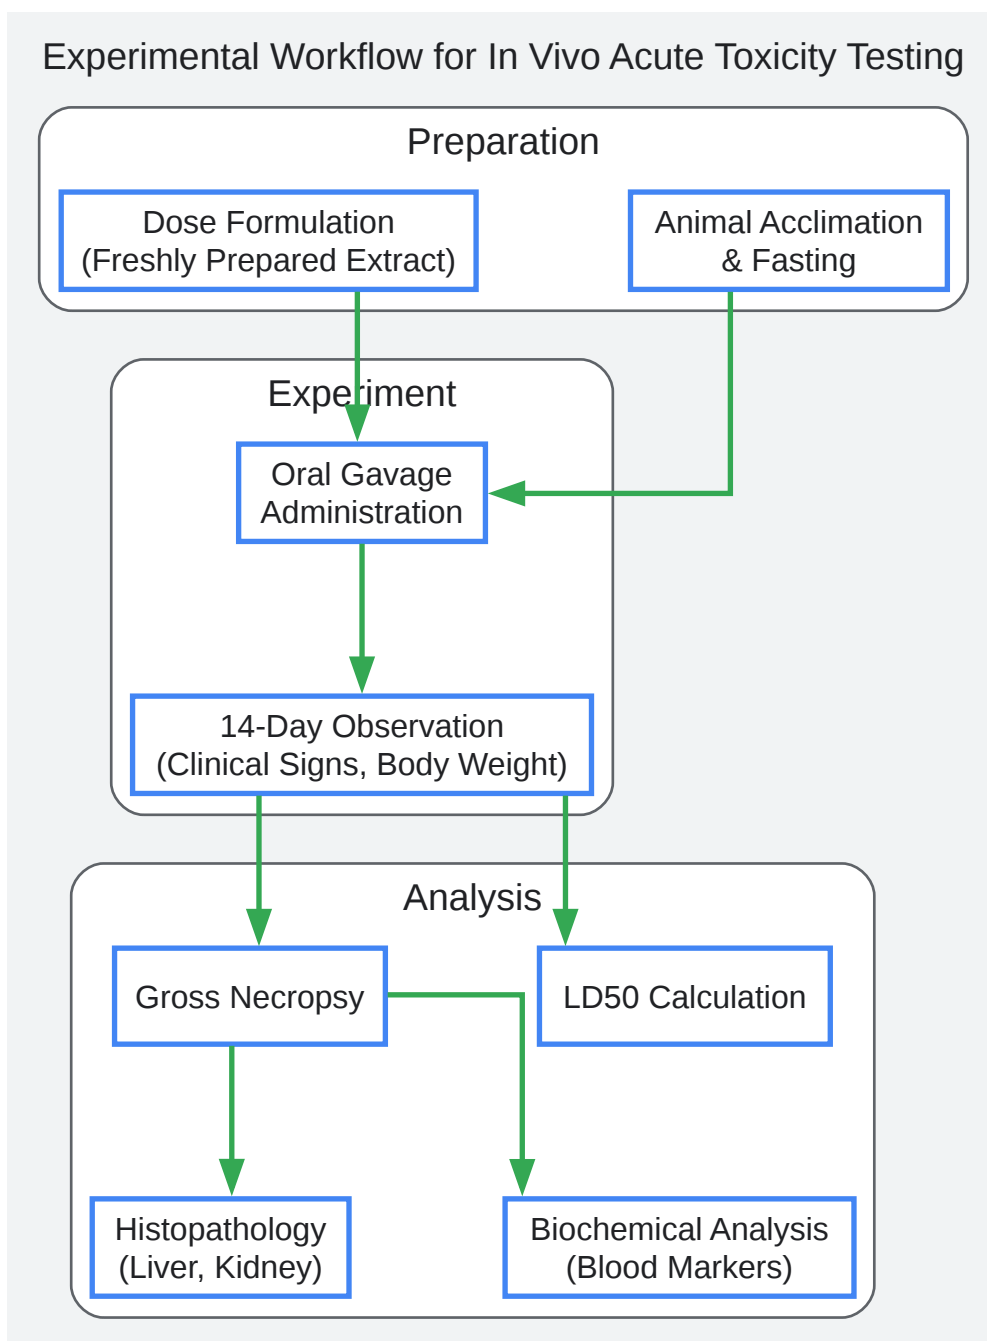 Experimental Workflow for In Vivo Acute Toxicity Testing
Preparation
Dose Formulation
(Freshly Prepared Extract)
Animal Acclimation
& Fasting
Experiment
Oral Gavage
Administration
14-Day Observation
(Clinical Signs, Body Weight)
Analysis
Gross Necropsy
LD50 Calculation
Histopathology
(Liver, Kidney)
Biochemical Analysis
(Blood Markers)